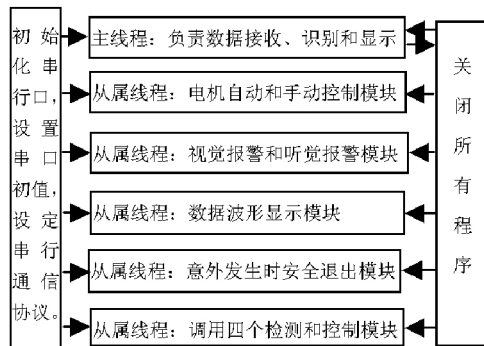 初始
化串
行口，
设置
串口
初值，
设定
串行
通信
协议。
主线程：负责数据接收、识别和显示
从属线程：电机自动和手动控制模块
从属线程：视觉报警和听觉报警模块
从属线程：数据波形显示模块
从属线程：意外发生时安全退出模块
从属线程：调用四个检测和控制模块
关
闭
所
有
程
序